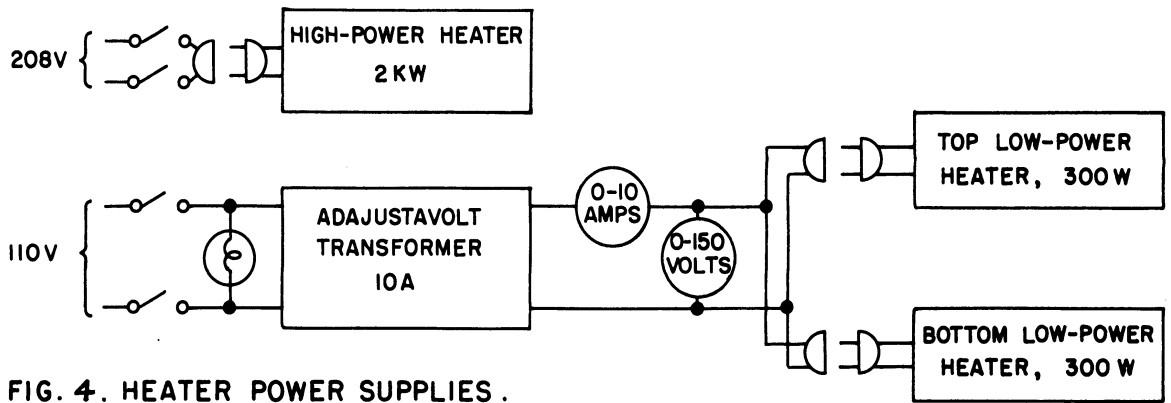 208V
HIGH-POWER HEATER
2 KW
110V
ADAJUSTAVOLT
TRANSFORMER
10A
0-10
AMPS
0-150
VOLTS
TOP LOW-POWER
HEATER, 300 W
BOTTOM LOW-POWER
HEATER, 300 W
FIG. 4. HEATER POWER SUPPLIES.